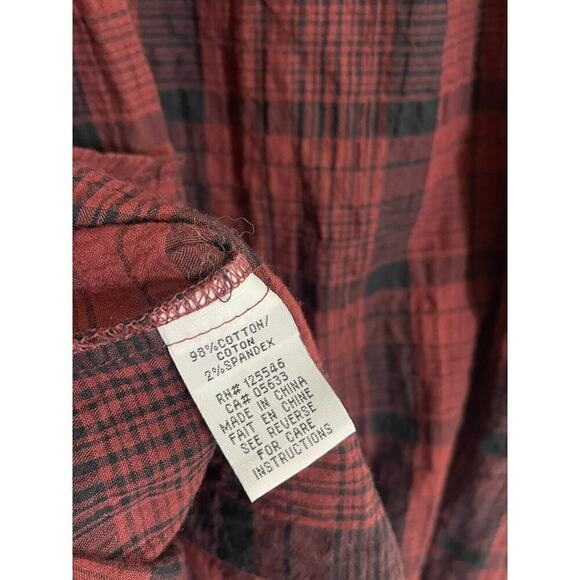 98%COTTON/
COTON
2%SPANDEX
RN# 125546
CA# 05633
MADE IN CHINA
FAIT EN CHINE
SEE REVERSE
FOR CARE
INSTRUCTIONS